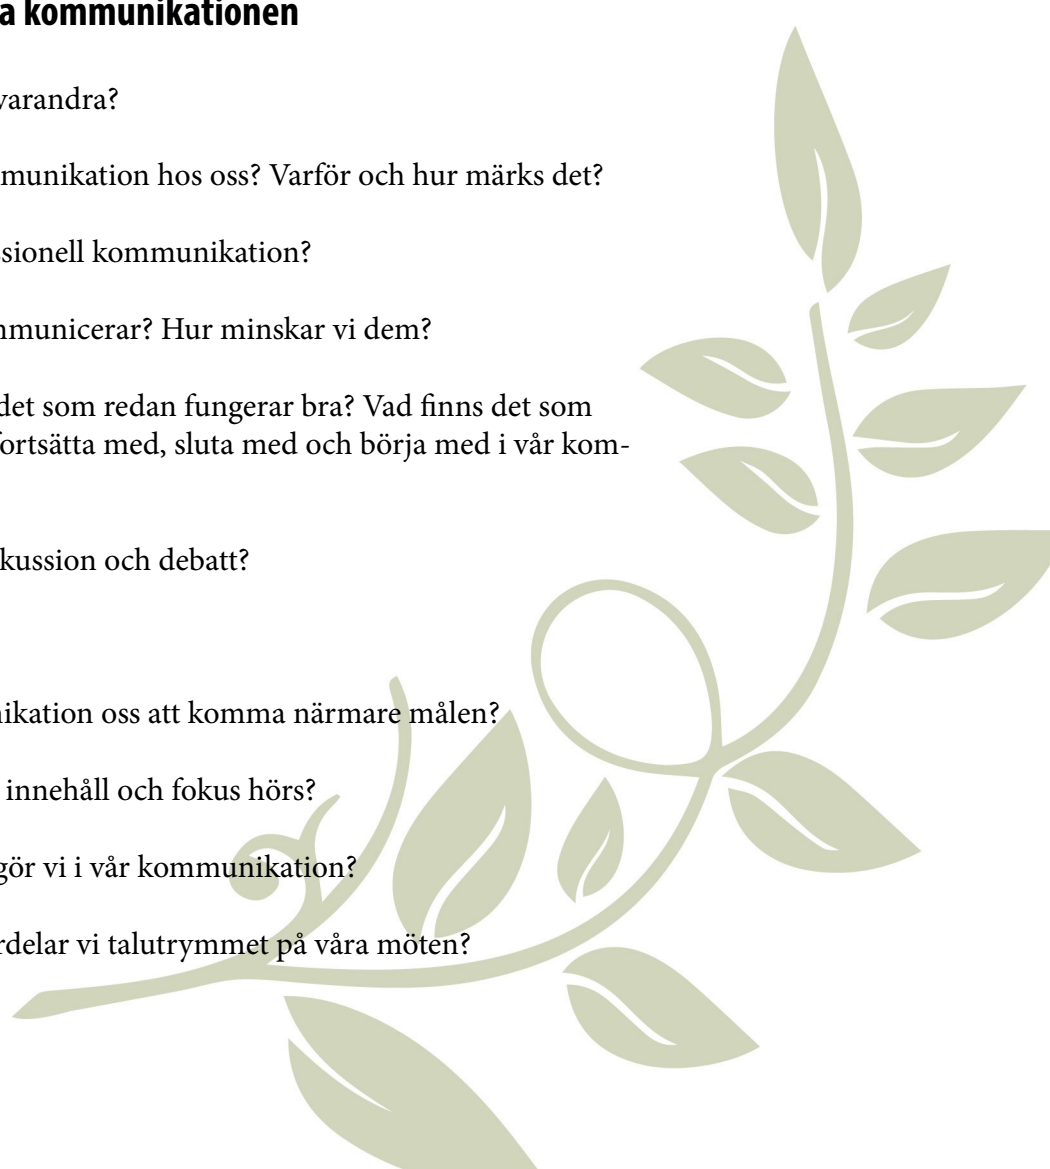 a kommunikationen
varandra?
munikation hos oss? Varför och hur märks det?
sionell kommunikation?
nmunicerar? Hur minskar vi dem?
det som redan fungerar bra? Vad finns det som
fortsätta med, sluta med och börja med i vår kom-
kussion och debatt?
nikation oss att komma närmare målen?
innehåll och fokus hörs?
gör vi i vår kommunikation?
rdelar vi talutrymmet på våra möten?